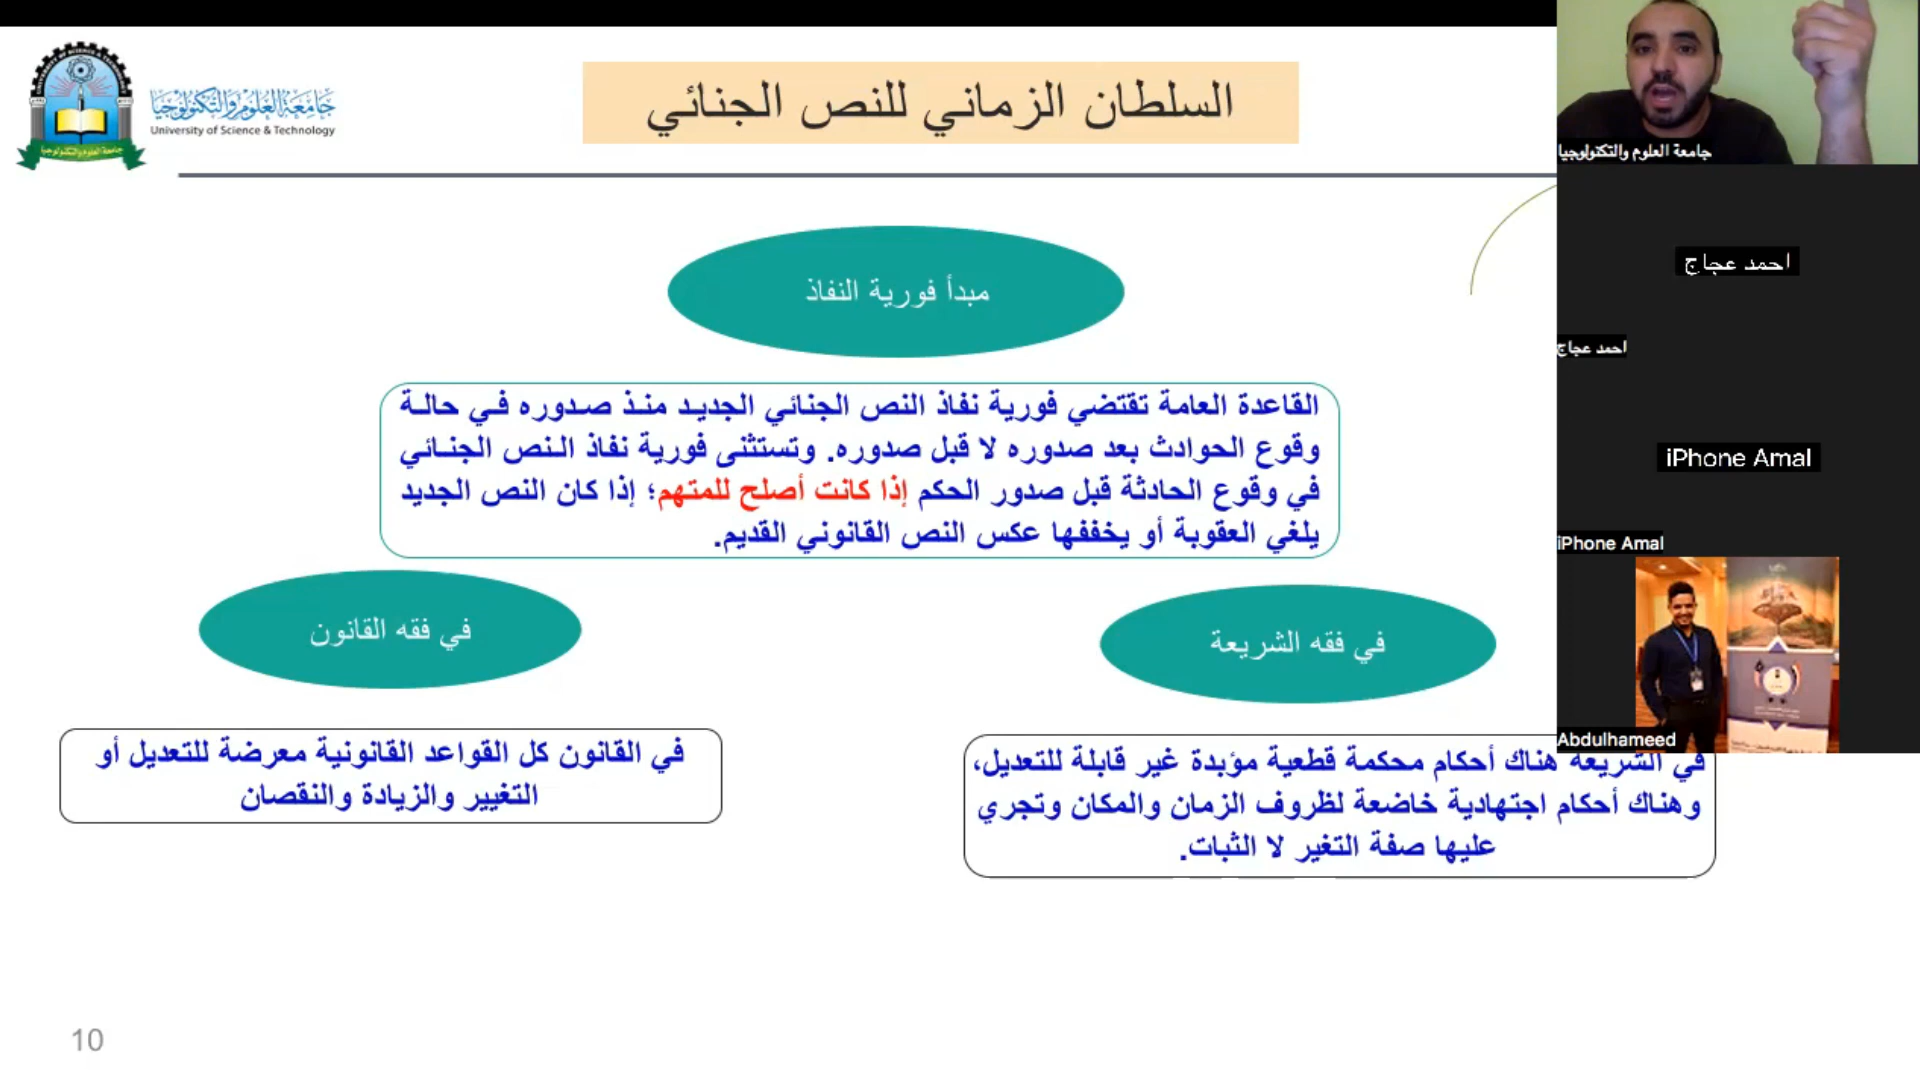 جامعة العلوم والتكنولوجيا
University of Science & Technology
السلطان الزماني للنص الجنائي
مبدأ فورية النفاذ
القاعدة العامة تقتضي فورية نفاذ النص الجنائي الجديد منذ صدوره في حالة
وقوع الحوادث بعد صدوره لا قبل صدوره. وتستثنى فورية نفاذ النص الجنائي
في وقوع الحادثة قبل صدور الحكم إذا كانت أصلح للمتهم؛ إذا كان النص الجديد
يلغي العقوبة أو يخففها عكس النص القانوني القديم.
في فقه الشريعة
في الشريعة هناك أحكام محكمة قطعية مؤبدة غير قابلة للتعديل،
وهناك أحكام اجتهادية خاضعة لظروف الزمان والمكان وتجري
عليها صفة التغير لا الثبات.
في فقه القانون
في القانون كل القواعد القانونية معرضة للتعديل أو
التغيير والزيادة والنقصان
10
جامعة العلوم والتكنولوجيا
احمد عجاج
احمد عجاج
iPhone Amal
iPhone Amal
Abdulhameed